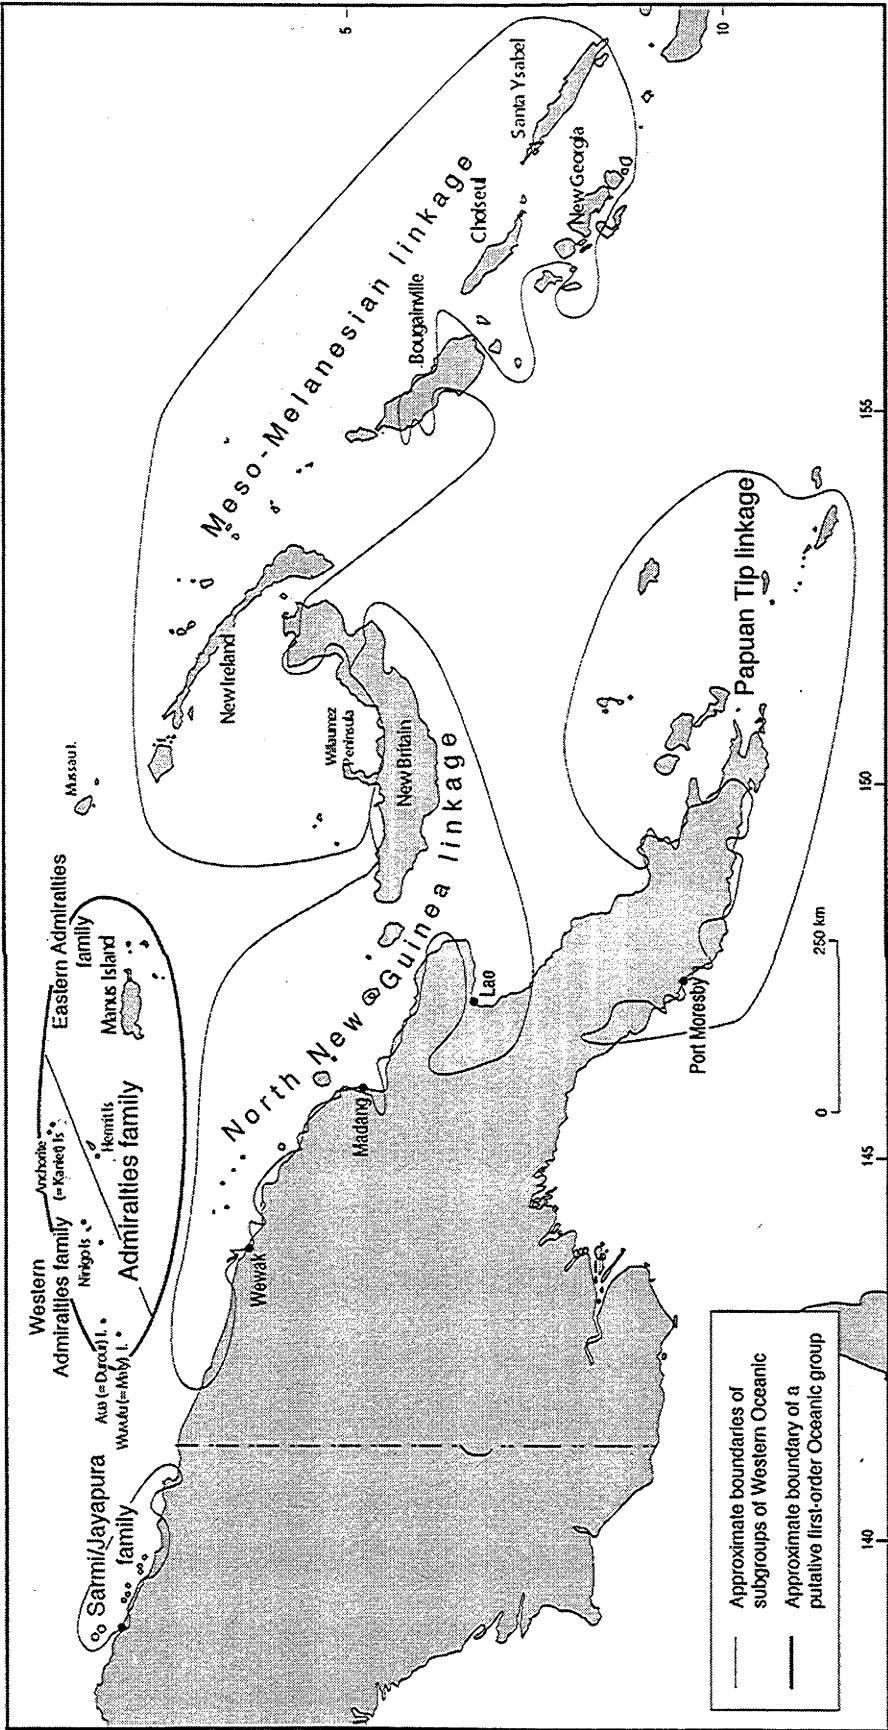 Sarmi/Jayapura
family
Western
Admiralties family
Anchorite
(= Kaniet) Is
Ninigo Is
Hermit Is
Aua (= Durour) I.
Wuvulu (= Maty) I.
Admiralties family
Eastern Admiralties
family
Manus Island
Mussau I.
New Ireland
Willaumez
Peninsula
New Britain
Meso-Melanesian linkage
Bougainville
Choiseul
Santa Ysabel
New Georgia
North New Guinea linkage
Wewak
Madang
Lao
Port Moresby
Papuan Tip linkage
0
250 km
5
10
140
145
150
155
Approximate boundaries of
subgroups of Western Oceanic
Approximate boundary of a
putative first-order Oceanic group